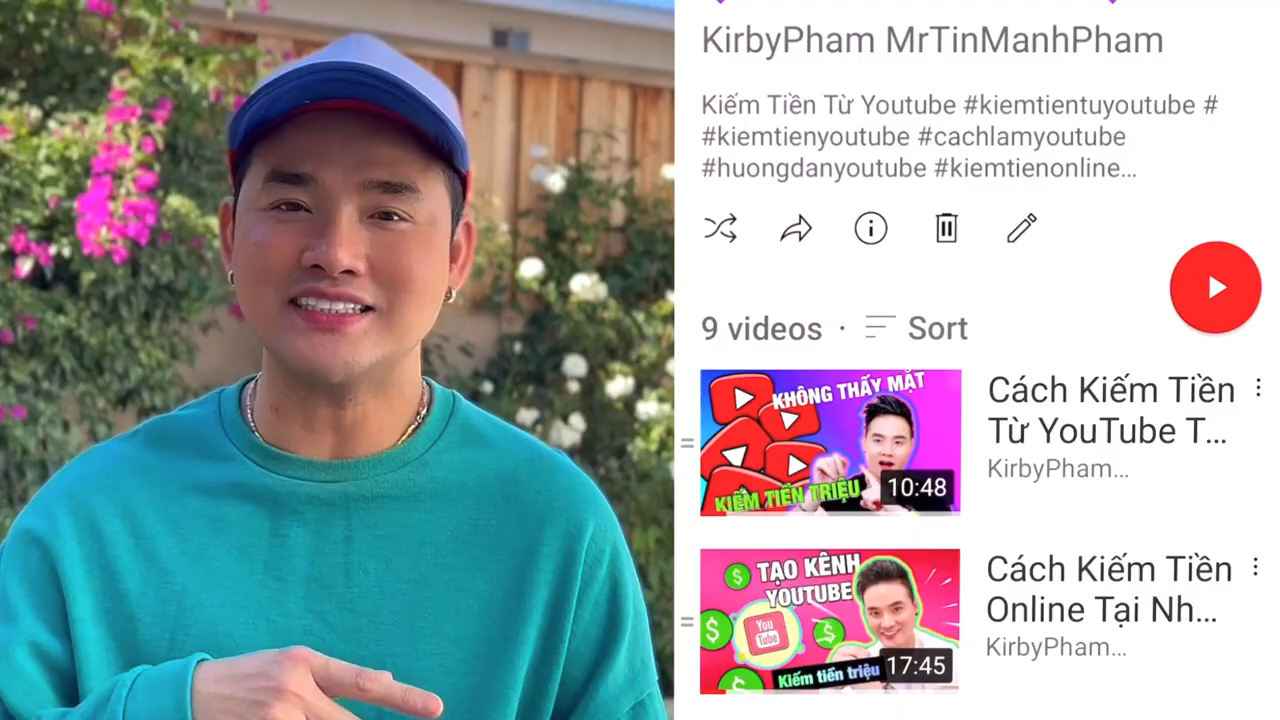 KirbyPham MrTinManhPham
Kiếm Tiền Từ Youtube #kiemtientuyoutube #
#kiemtienyoutube #cachlamyoutube
#huongdanyoutube #kiemtienonline…
9 videos · Sort
KHÔNG THẤY MẶT
KIẾM TIỀN TRIỆU
10:48
Cách Kiếm Tiền
Từ YouTube T…
KirbyPham…
TẠO KÊNH
YOUTUBE
You
Tube
Kiếm tiền triệu
17:45
Cách Kiếm Tiền
Online Tại Nh…
KirbyPham…